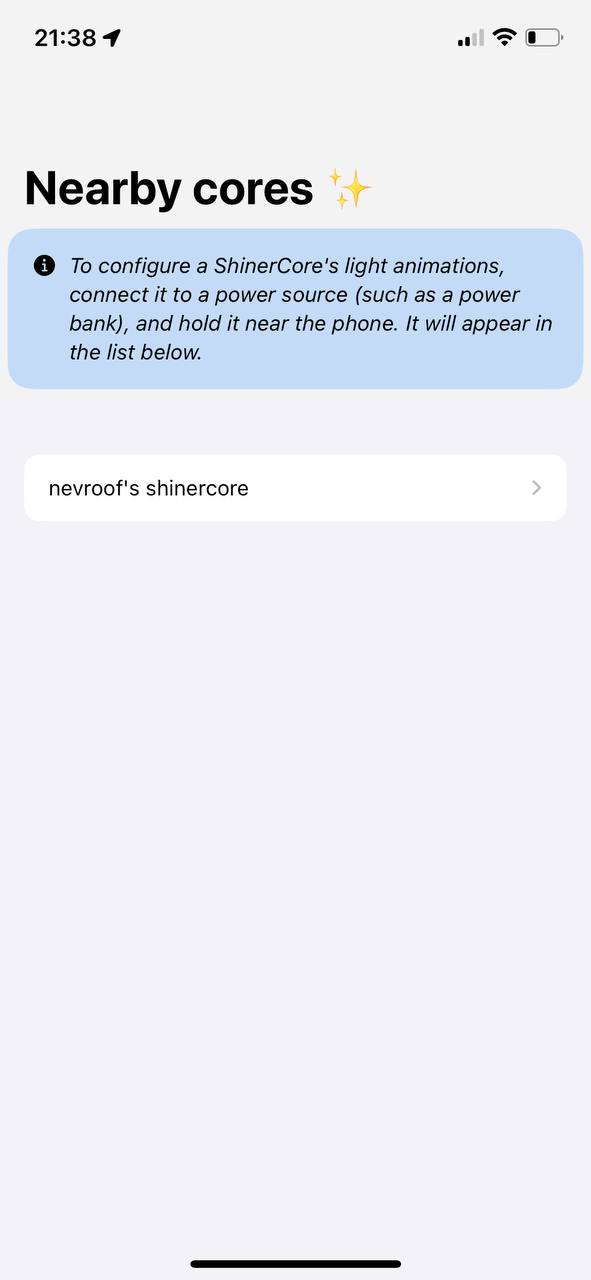 21:38
Nearby cores ✨
To configure a ShinerCore's light animations,
connect it to a power source (such as a power
bank), and hold it near the phone. It will appear in
the list below.
nevroof's shinercore